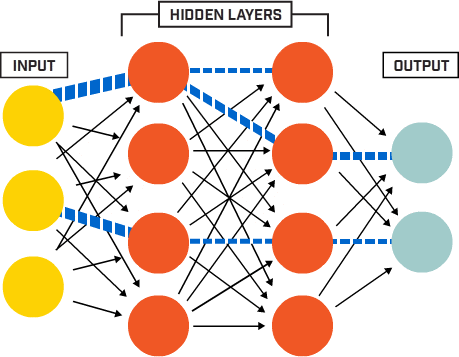 HIDDEN LAYERS
INPUT
OUTPUT